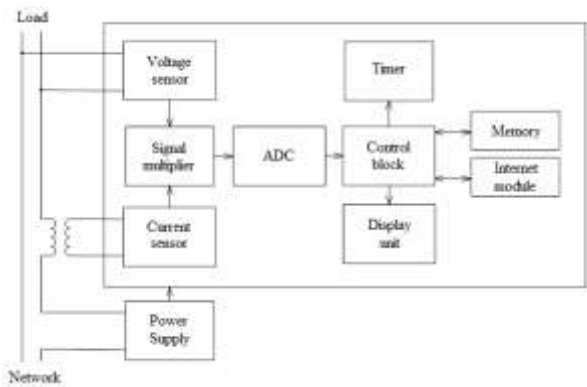 Load
Voltage
sensor
Timer
Signal
multiplier
ADC
Control
block
Memory
Internet
module
Current
sensor
Display
unit
Power
Supply
Network